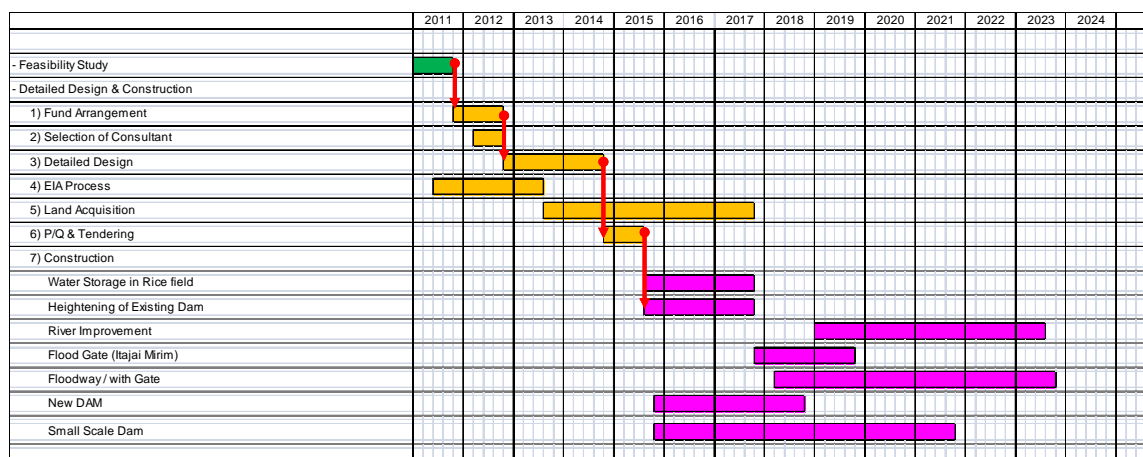 2011 2012 2013 2014 2015 2016 2017 2018 2019 2020 2021 2022 2023 2024
- Feasibility Study
- Detailed Design & Construction
1) Fund Arrangement
2) Selection of Consultant
3) Detailed Design
4) EIA Process
5) Land Acquisition
6) P/Q & Tendering
7) Construction
Water Storage in Rice field
Heightening of Existing Dam
River Improvement
Flood Gate (Itajai Mirim)
Floodway / with Gate
New DAM
Small Scale Dam